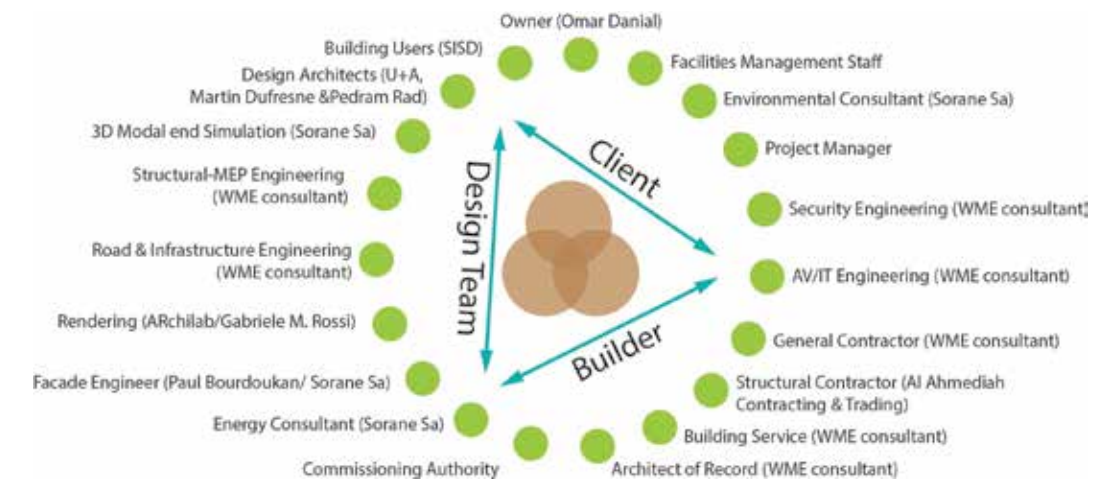 Owner (Omar Danial)
Building Users (SISD)
Facilities Management Staff
Design Architects (U+A,
Martin Dufresne &Pedram Rad)
Environmental Consultant (Sorane Sa)
3D Modal end Simulation (Sorane Sa)
Project Manager
Client
Design Team
Structural-MEP Engineering
(WME consultant)
Security Engineering (WME consultant)
Road & Infrastructure Engineering
(WME consultant)
AV/IT Engineering (WME consultant)
Rendering (ARchilab/Gabriele M. Rossi)
Builder
General Contractor (WME consultant)
Facade Engineer (Paul Bourdoukan/ Sorane Sa)
Structural Contractor (Al Ahmediah
Contracting & Trading)
Energy Consultant (Sorane Sa)
Building Service (WME consultant)
Commissioning Authority
Architect of Record (WME consultant)